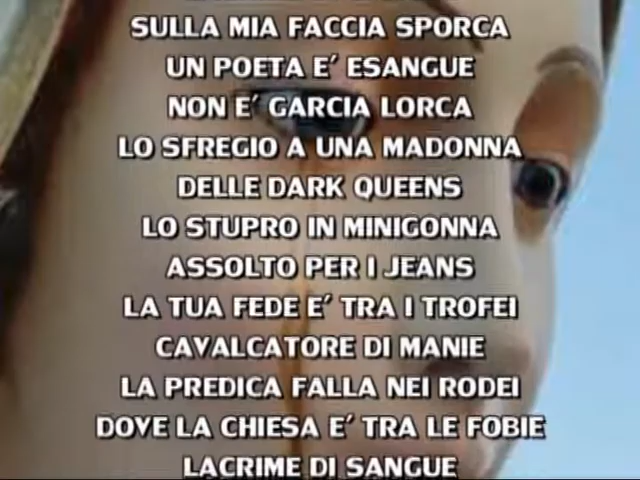 SULLA MIA FACCIA SPORCA
UN POETA E' ESANGUE
NON E' GARCIA LORCA
LO SFREGIO A UNA MADONNA
DELLE DARK QUEENS
LO STUPRO IN MINIGONNA
ASSOLTO PER I JEANS
LA TUA FEDE E' TRA I TROFEI
CAVALCATORE DI MANIE
LA PREDICA FALLA NEI RODEI
DOVE LA CHIESA E' TRA LE FOBIE
LACRIME DI SANGUE